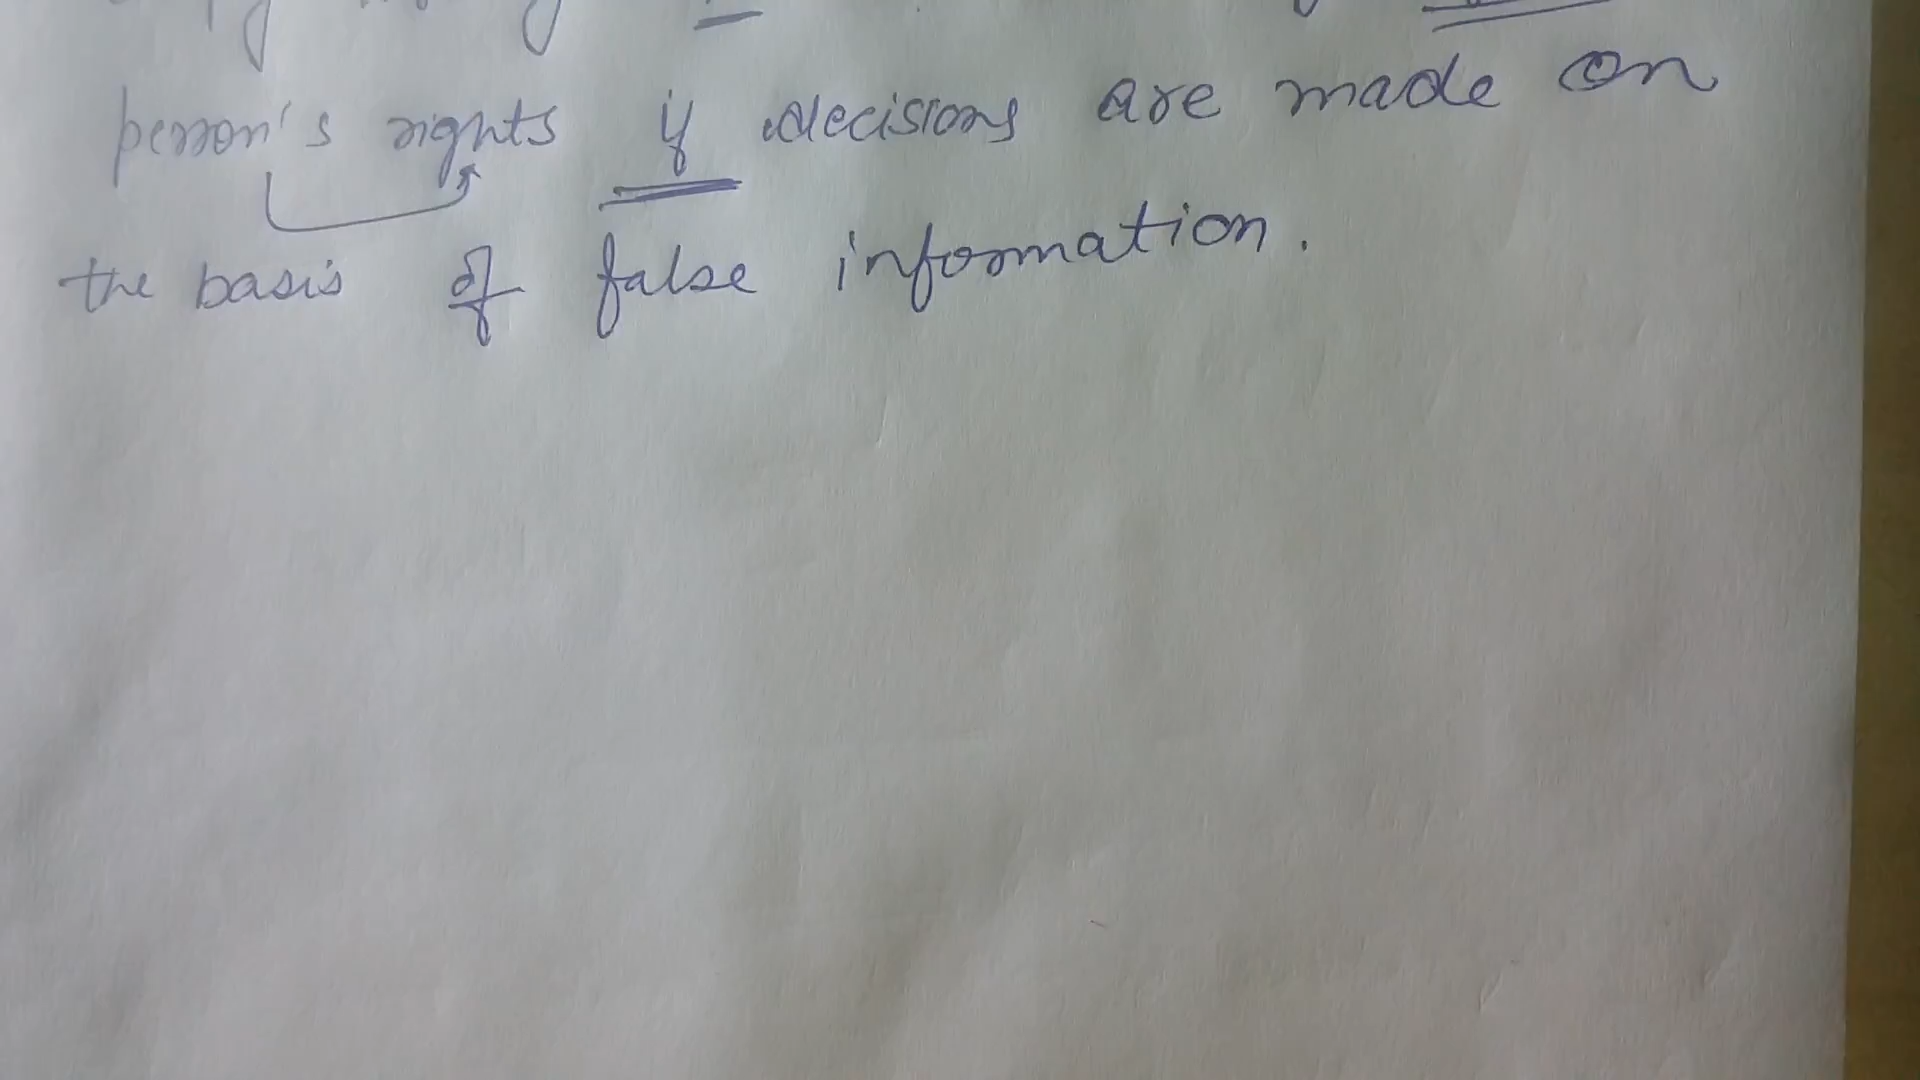 person's rights if decisions are made on
the basis of false information.